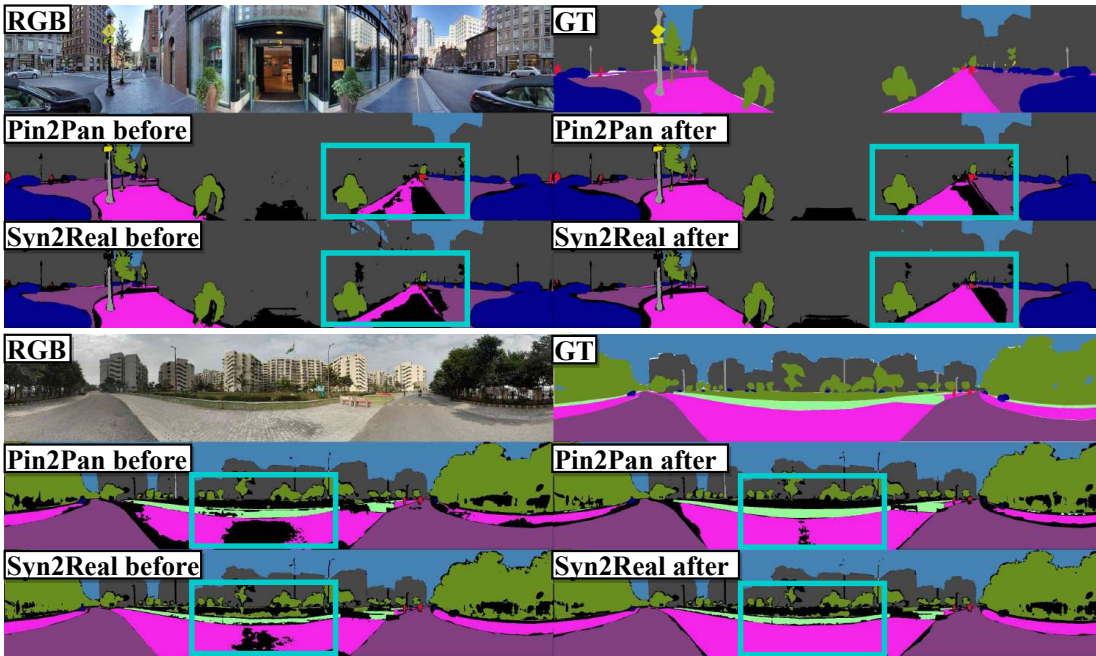 RGB
GT
Pin2Pan before
Pin2Pan after
Syn2Real before
Syn2Real after
RGB
GT
Pin2Pan before
Pin2Pan after
Syn2Real before
Syn2Real after